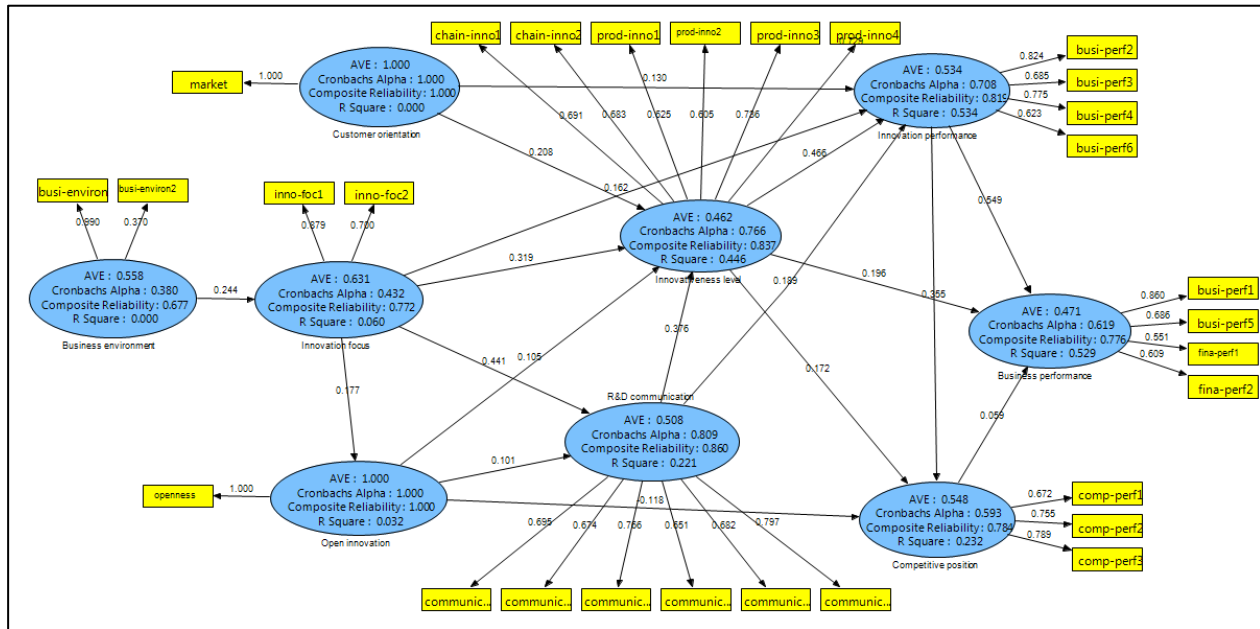 chain-inno1
chain-inno2
prod-inno1
prod-inno2
prod-inno3
prod-inno4
market
1.000
AVE : 1.000
Cronbachs Alpha : 1.000
Composite Reliability: 1.000
R Square : 0.000
Customer orientation
0.130
0.208
0.691
0.683
0.625
0.605
0.736
AVE : 0.534
Cronbachs Alpha : 0.708
Composite Reliability: 0.819
R Square : 0.534
Innovation performance
0.824
0.685
0.775
0.623
busi-perf2
busi-perf3
busi-perf4
busi-perf6
busi-environ
busi-environ2
0.990
0.370
inno-foc1
inno-foc2
0.879
0.700
0.162
0.466
AVE : 0.462
Cronbachs Alpha : 0.766
Composite Reliability: 0.837
R Square : 0.446
Innovativeness level
0.549
AVE : 0.558
Cronbachs Alpha : 0.380
Composite Reliability: 0.677
R Square : 0.000
Business environment
0.244
AVE : 0.631
Cronbachs Alpha : 0.432
Composite Reliability: 0.772
R Square : 0.060
Innovation focus
0.319
0.189
0.196
0.355
AVE : 0.471
Cronbachs Alpha : 0.619
Composite Reliability: 0.776
R Square : 0.529
Business performance
0.860
0.686
0.551
0.609
busi-perf1
busi-perf5
fina-perf1
fina-perf2
0.177
0.441
0.105
0.376
0.172
0.059
R&D communication
AVE : 0.508
Cronbachs Alpha : 0.809
Composite Reliability: 0.860
R Square : 0.221
0.101
-0.118
openness
1.000
AVE : 1.000
Cronbachs Alpha : 1.000
Composite Reliability: 1.000
R Square : 0.032
Open innovation
0.695
0.674
0.766
0.651
0.682
0.797
AVE : 0.548
Cronbachs Alpha : 0.593
Composite Reliability: 0.784
R Square : 0.232
Competitive position
0.672
0.755
0.789
comp-perf1
comp-perf2
comp-perf3
communic...
communic...
communic...
communic...
communic...
communic...